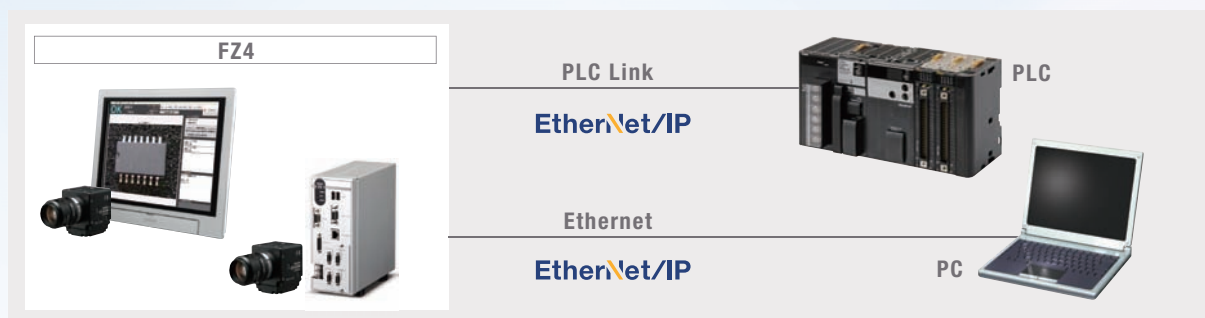 FZ4
PLC Link
PLC
EtherNet/IP
Ethernet
EtherNet/IP
PC